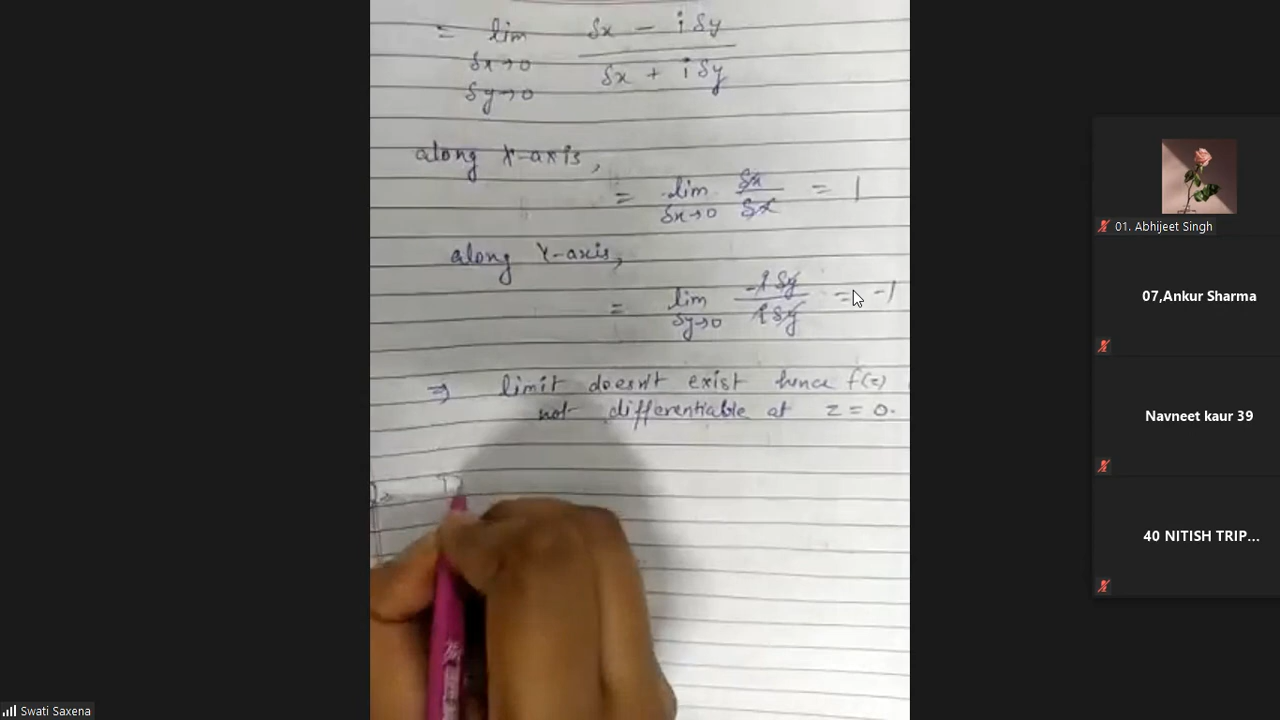 = lim δx - iδy
δx→0 δx + iδy
δy→0
along X-axis,
= lim δx = 1
δx→0 δx
along Y-axis,
= lim -iδy = -1
δy→0 iδy
⇒ limit doesn't exist hence f(z)
not differentiable at z = 0.
01. Abhijeet Singh
07,Ankur Sharma
Navneet kaur 39
40 NITISH TRIP...
Swati Saxena